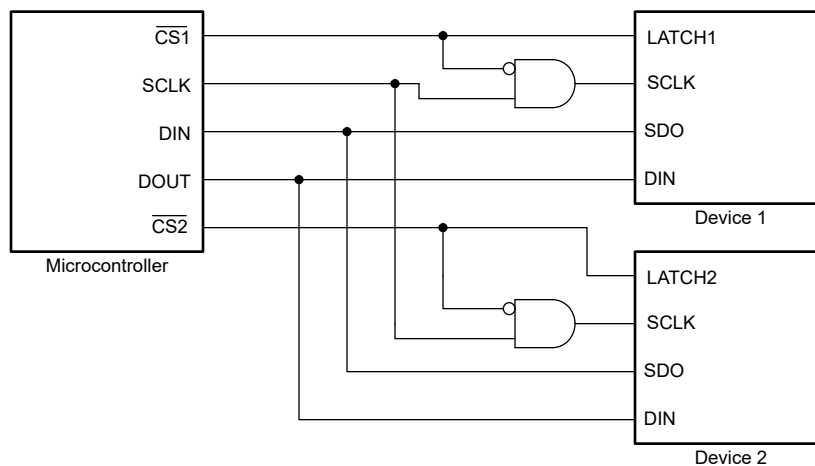 CS1
SCLK
DIN
DOUT
CS2
Microcontroller
LATCH1
SCLK
SDO
DIN
Device 1
LATCH2
SCLK
SDO
DIN
Device 2